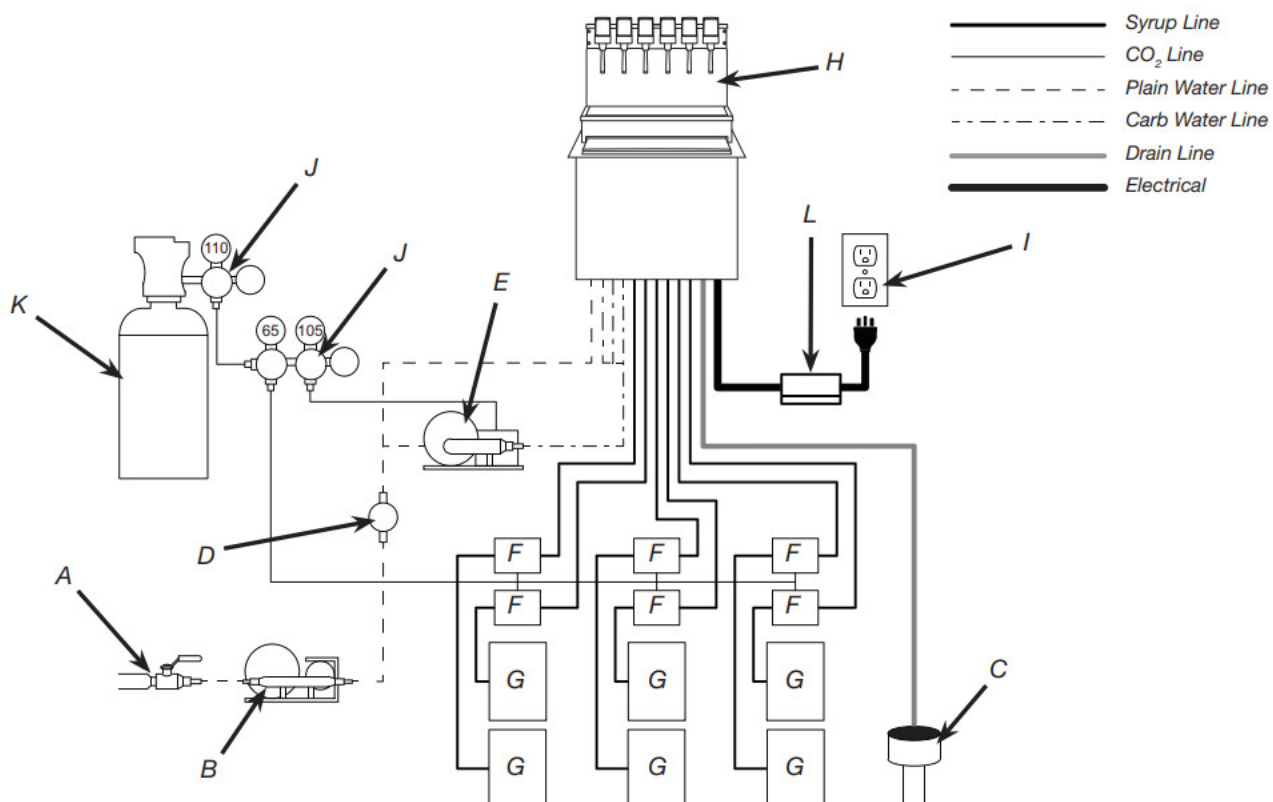 Syrup Line
CO2 Line
Plain Water Line
Carb Water Line
Drain Line
Electrical
H
J
110
J
E
L
I
K
65 105
D
A
F F F
F F F
G G G
C
B
G G G